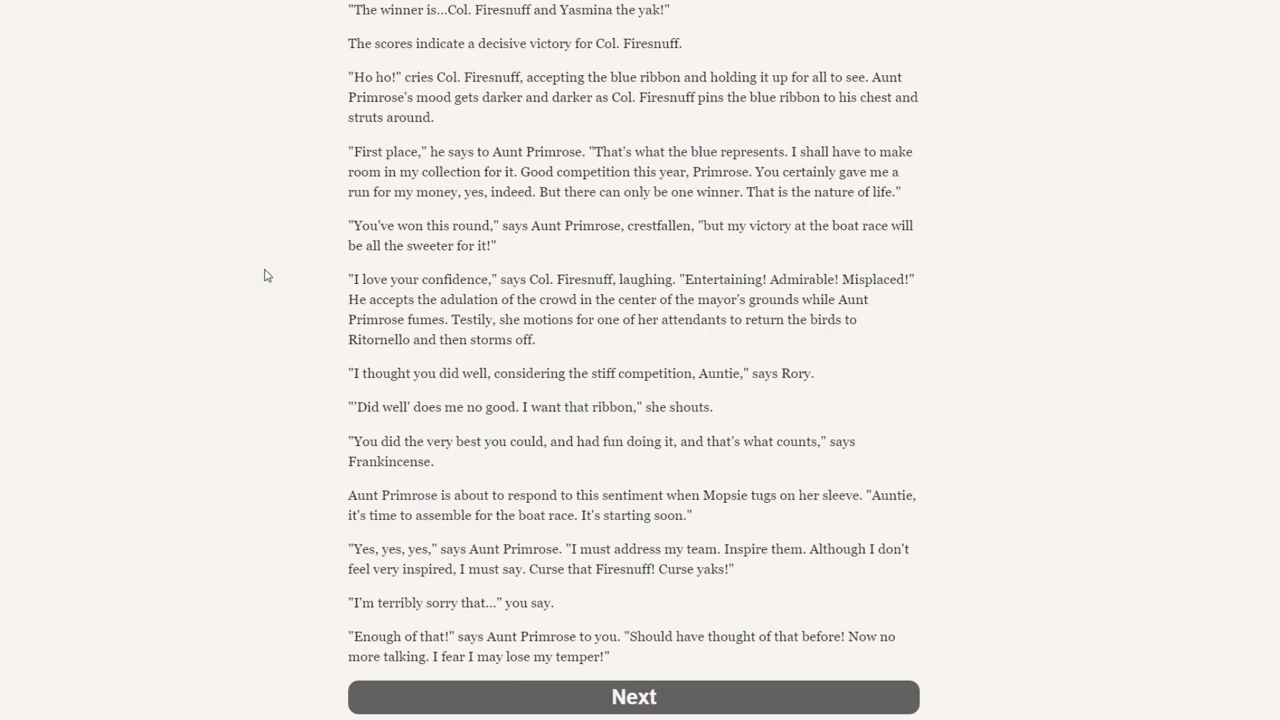 "The winner is...Col. Firesnuff and Yasmina the yak!"
The scores indicate a decisive victory for Col. Firesnuff.
"Ho ho!" cries Col. Firesnuff, accepting the blue ribbon and holding it up for all to see. Aunt
Primrose's mood gets darker and darker as Col. Firesnuff pins the blue ribbon to his chest and
struts around.
"First place," he says to Aunt Primrose. "That's what the blue represents. I shall have to make
room in my collection for it. Good competition this year, Primrose. You certainly gave me a
run for my money, yes, indeed. But there can only be one winner. That is the nature of life."
"You've won this round," says Aunt Primrose, crestfallen, "but my victory at the boat race will
be all the sweeter for it!"
"I love your confidence," says Col. Firesnuff, laughing. "Entertaining! Admirable! Misplaced!"
He accepts the adulation of the crowd in the center of the mayor's grounds while Aunt
Primrose fumes. Testily, she motions for one of her attendants to return the birds to
Ritornello and then storms off.
"I thought you did well, considering the stiff competition, Auntie," says Rory.
"'Did well' does me no good. I want that ribbon," she shouts.
"You did the very best you could, and had fun doing it, and that's what counts," says
Frankincense.
Aunt Primrose is about to respond to this sentiment when Mopsie tugs on her sleeve. "Auntie,
it's time to assemble for the boat race. It's starting soon."
"Yes, yes, yes," says Aunt Primrose. "I must address my team. Inspire them. Although I don't
feel very inspired, I must say. Curse that Firesnuff! Curse yaks!"
"I'm terribly sorry that..." you say.
"Enough of that!" says Aunt Primrose to you. "Should have thought of that before! Now no
more talking. I fear I may lose my temper!"
Next